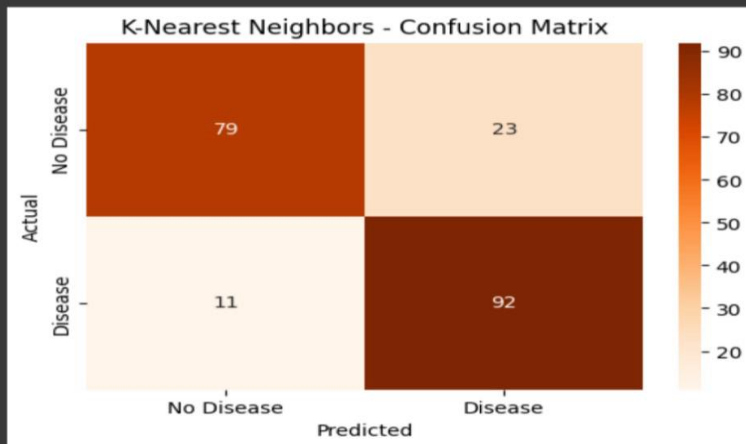 K-Nearest Neighbors - Confusion Matrix
No Disease
79
23
Actual
Disease
11
92
No Disease
Disease
Predicted
90
80
70
60
50
40
30
20